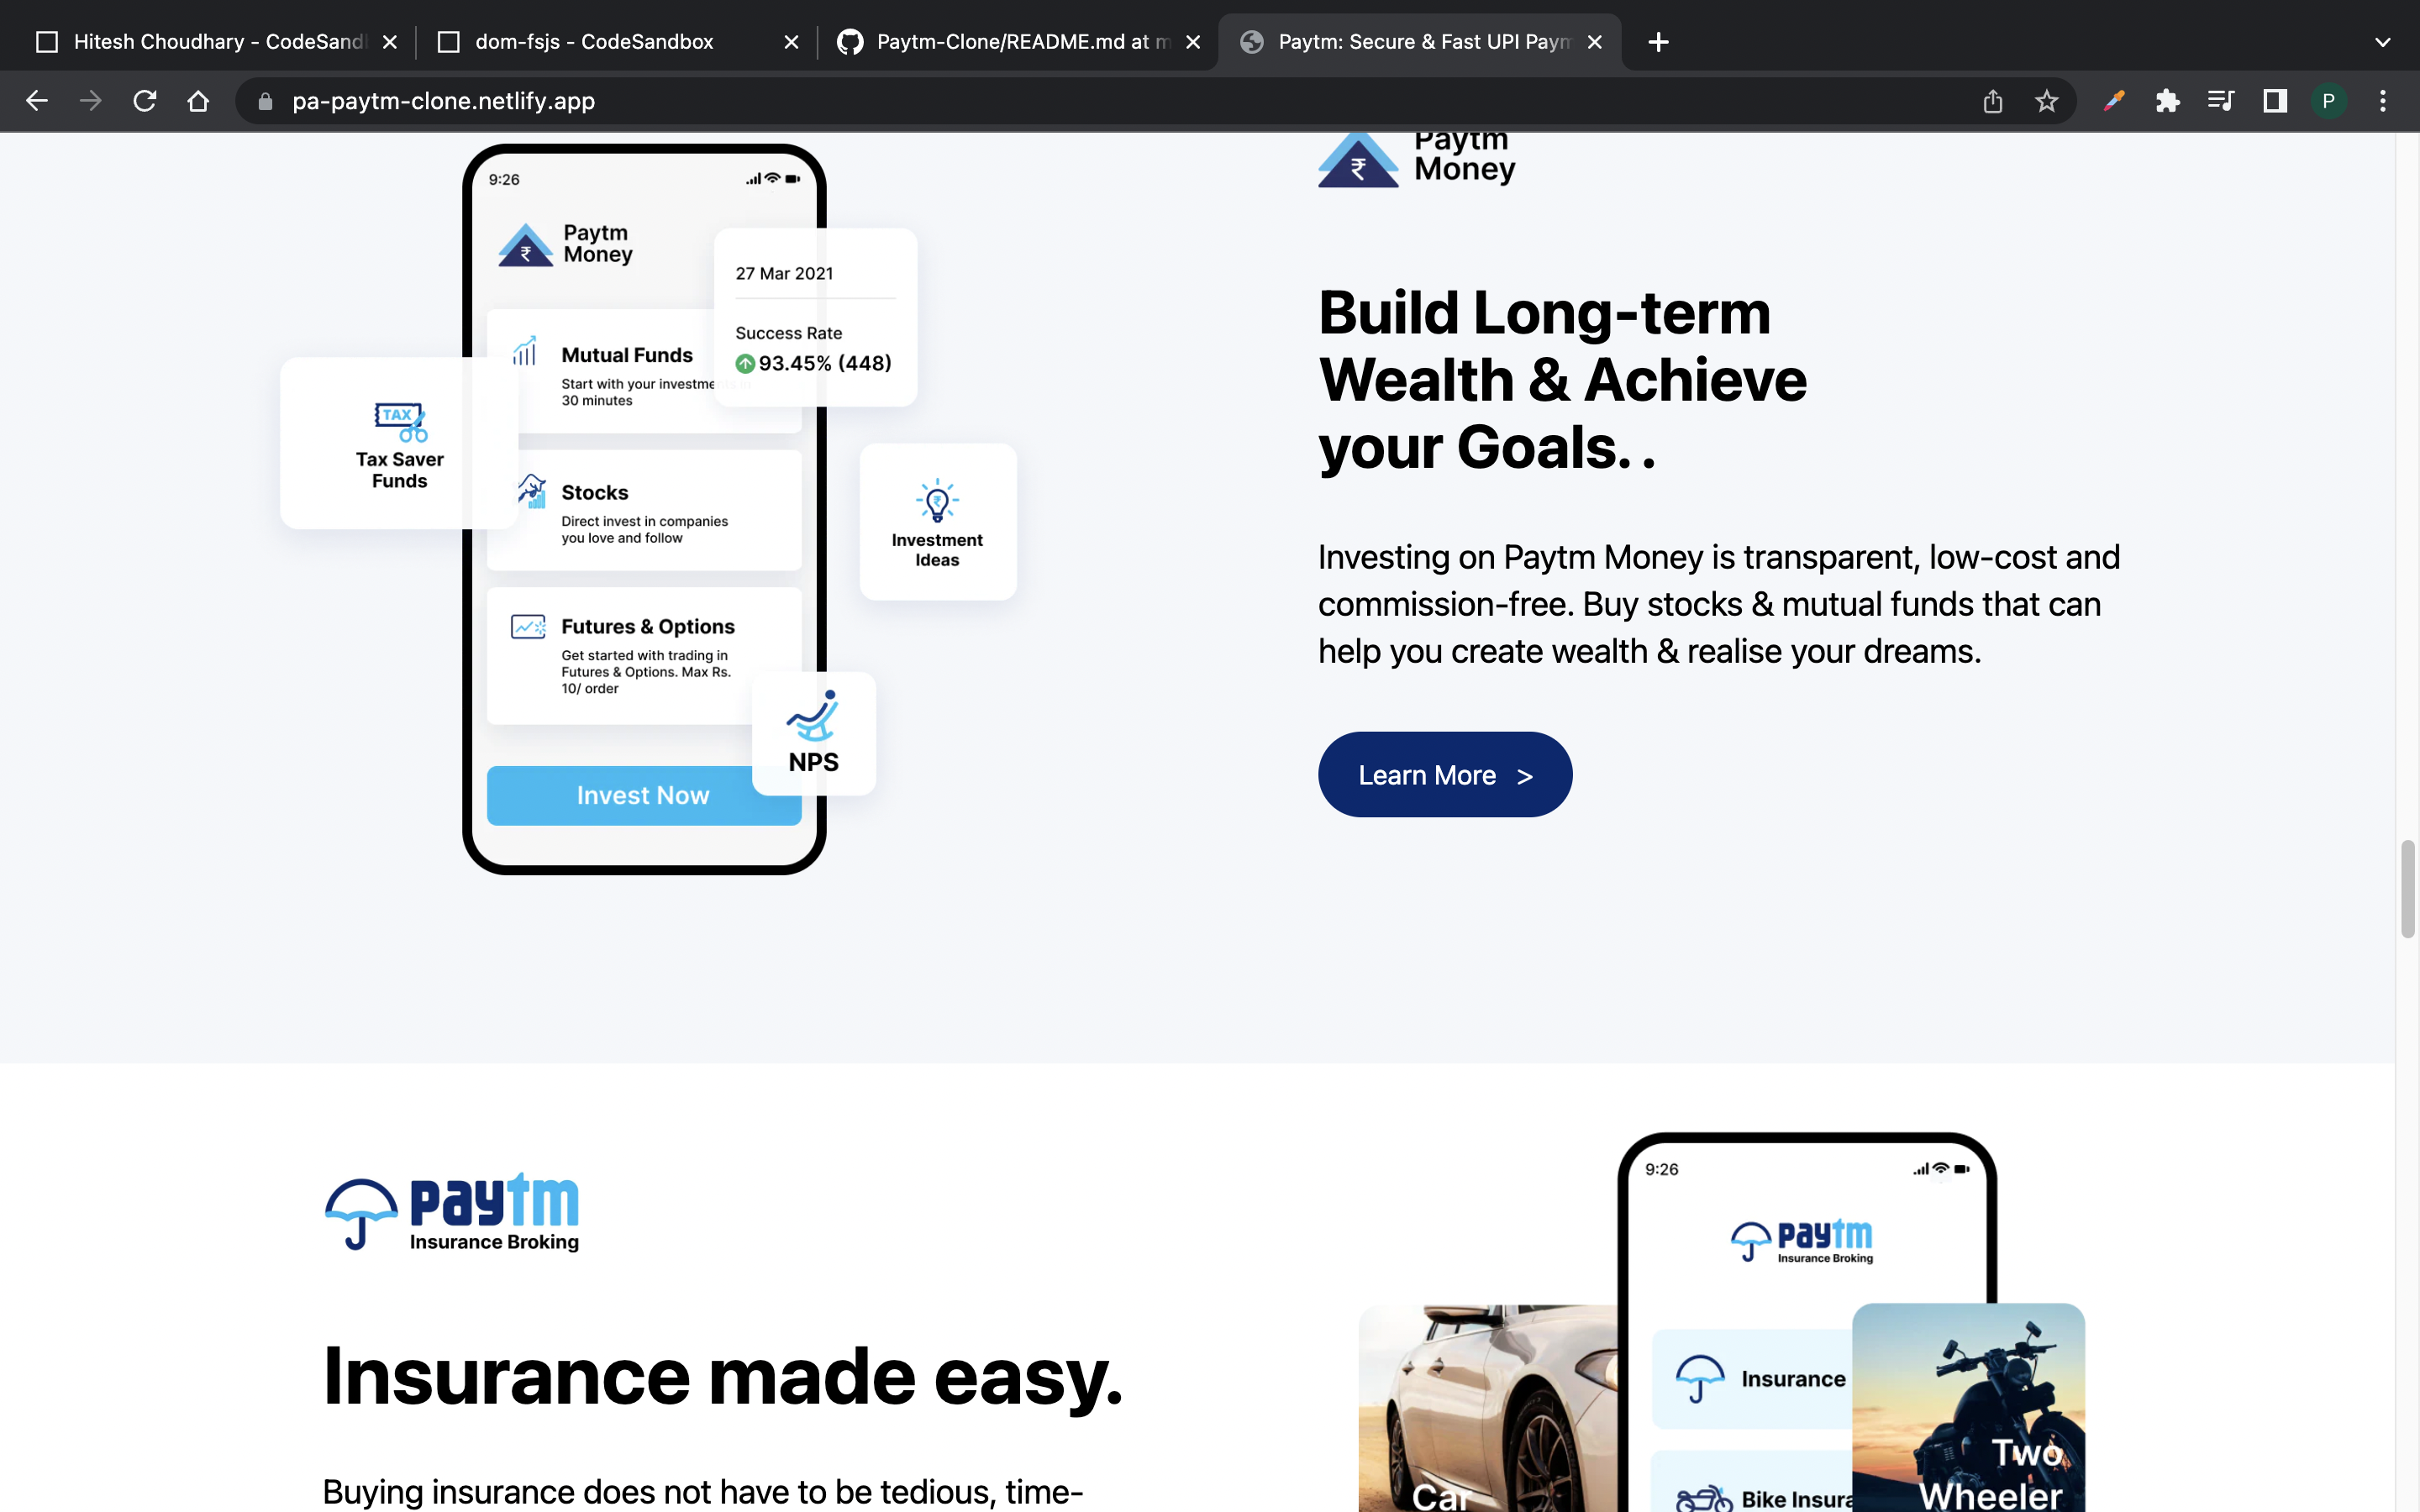 Hitesh Choudhary - CodeSand
dom-fsjs - CodeSandbox
Paytm-Clone/README.md at m
Paytm: Secure & Fast UPI Paym
pa-paytm-clone.netlify.app
P
9:26
₹
Paytm
Money
27 Mar 2021
Success Rate
93.45% (448)
Mutual Funds
Start with your investments in
30 minutes
TAX
Tax Saver
Funds
Stocks
Direct invest in companies
you love and follow
₹
Investment
Ideas
Futures & Options
Get started with trading in
Futures & Options. Max Rs.
10/ order
NPS
Invest Now
₹
Paytm
Money
Build Long-term
Wealth & Achieve
your Goals. .
Investing on Paytm Money is transparent, low-cost and
commission-free. Buy stocks & mutual funds that can
help you create wealth & realise your dreams.
Learn More >
paytm
Insurance Broking
Insurance made easy.
Buying insurance does not have to be tedious, time-
9:26
paytm
Insurance Broking
Insurance
Bike Insura
Car
Two
Wheeler